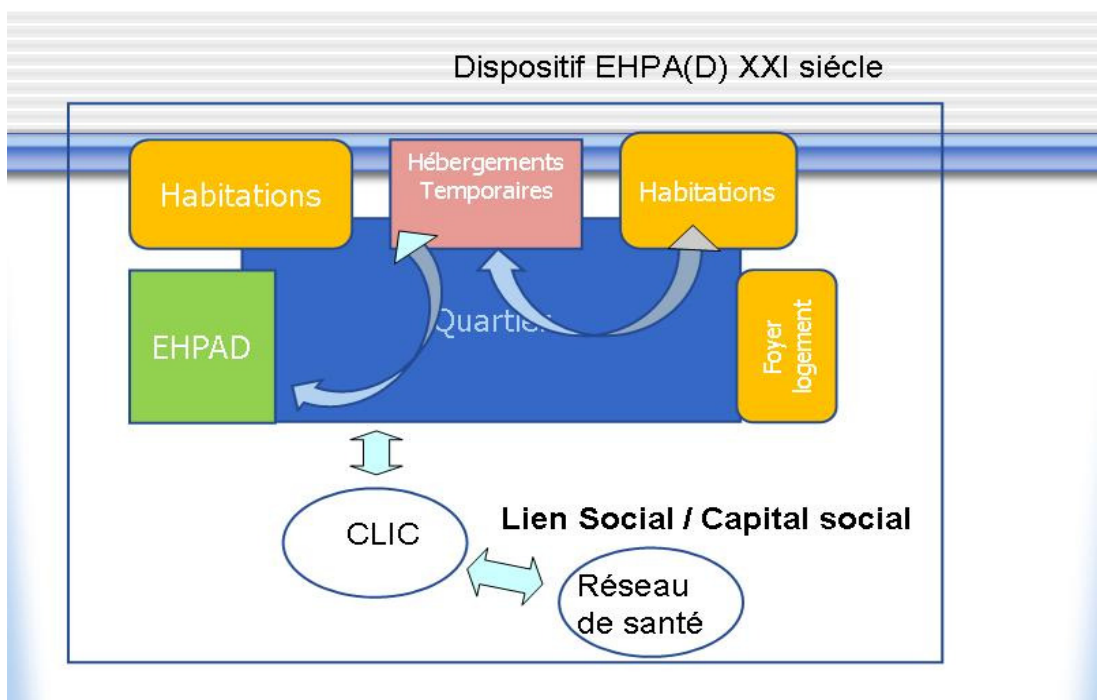 Dispositif EHPA(D) XXI siécle
Habitations
Hébergements
Temporaires
Habitations
EHPAD
Quartier
Foyer
logement
CLIC
Lien Social / Capital social
Réseau
de santé